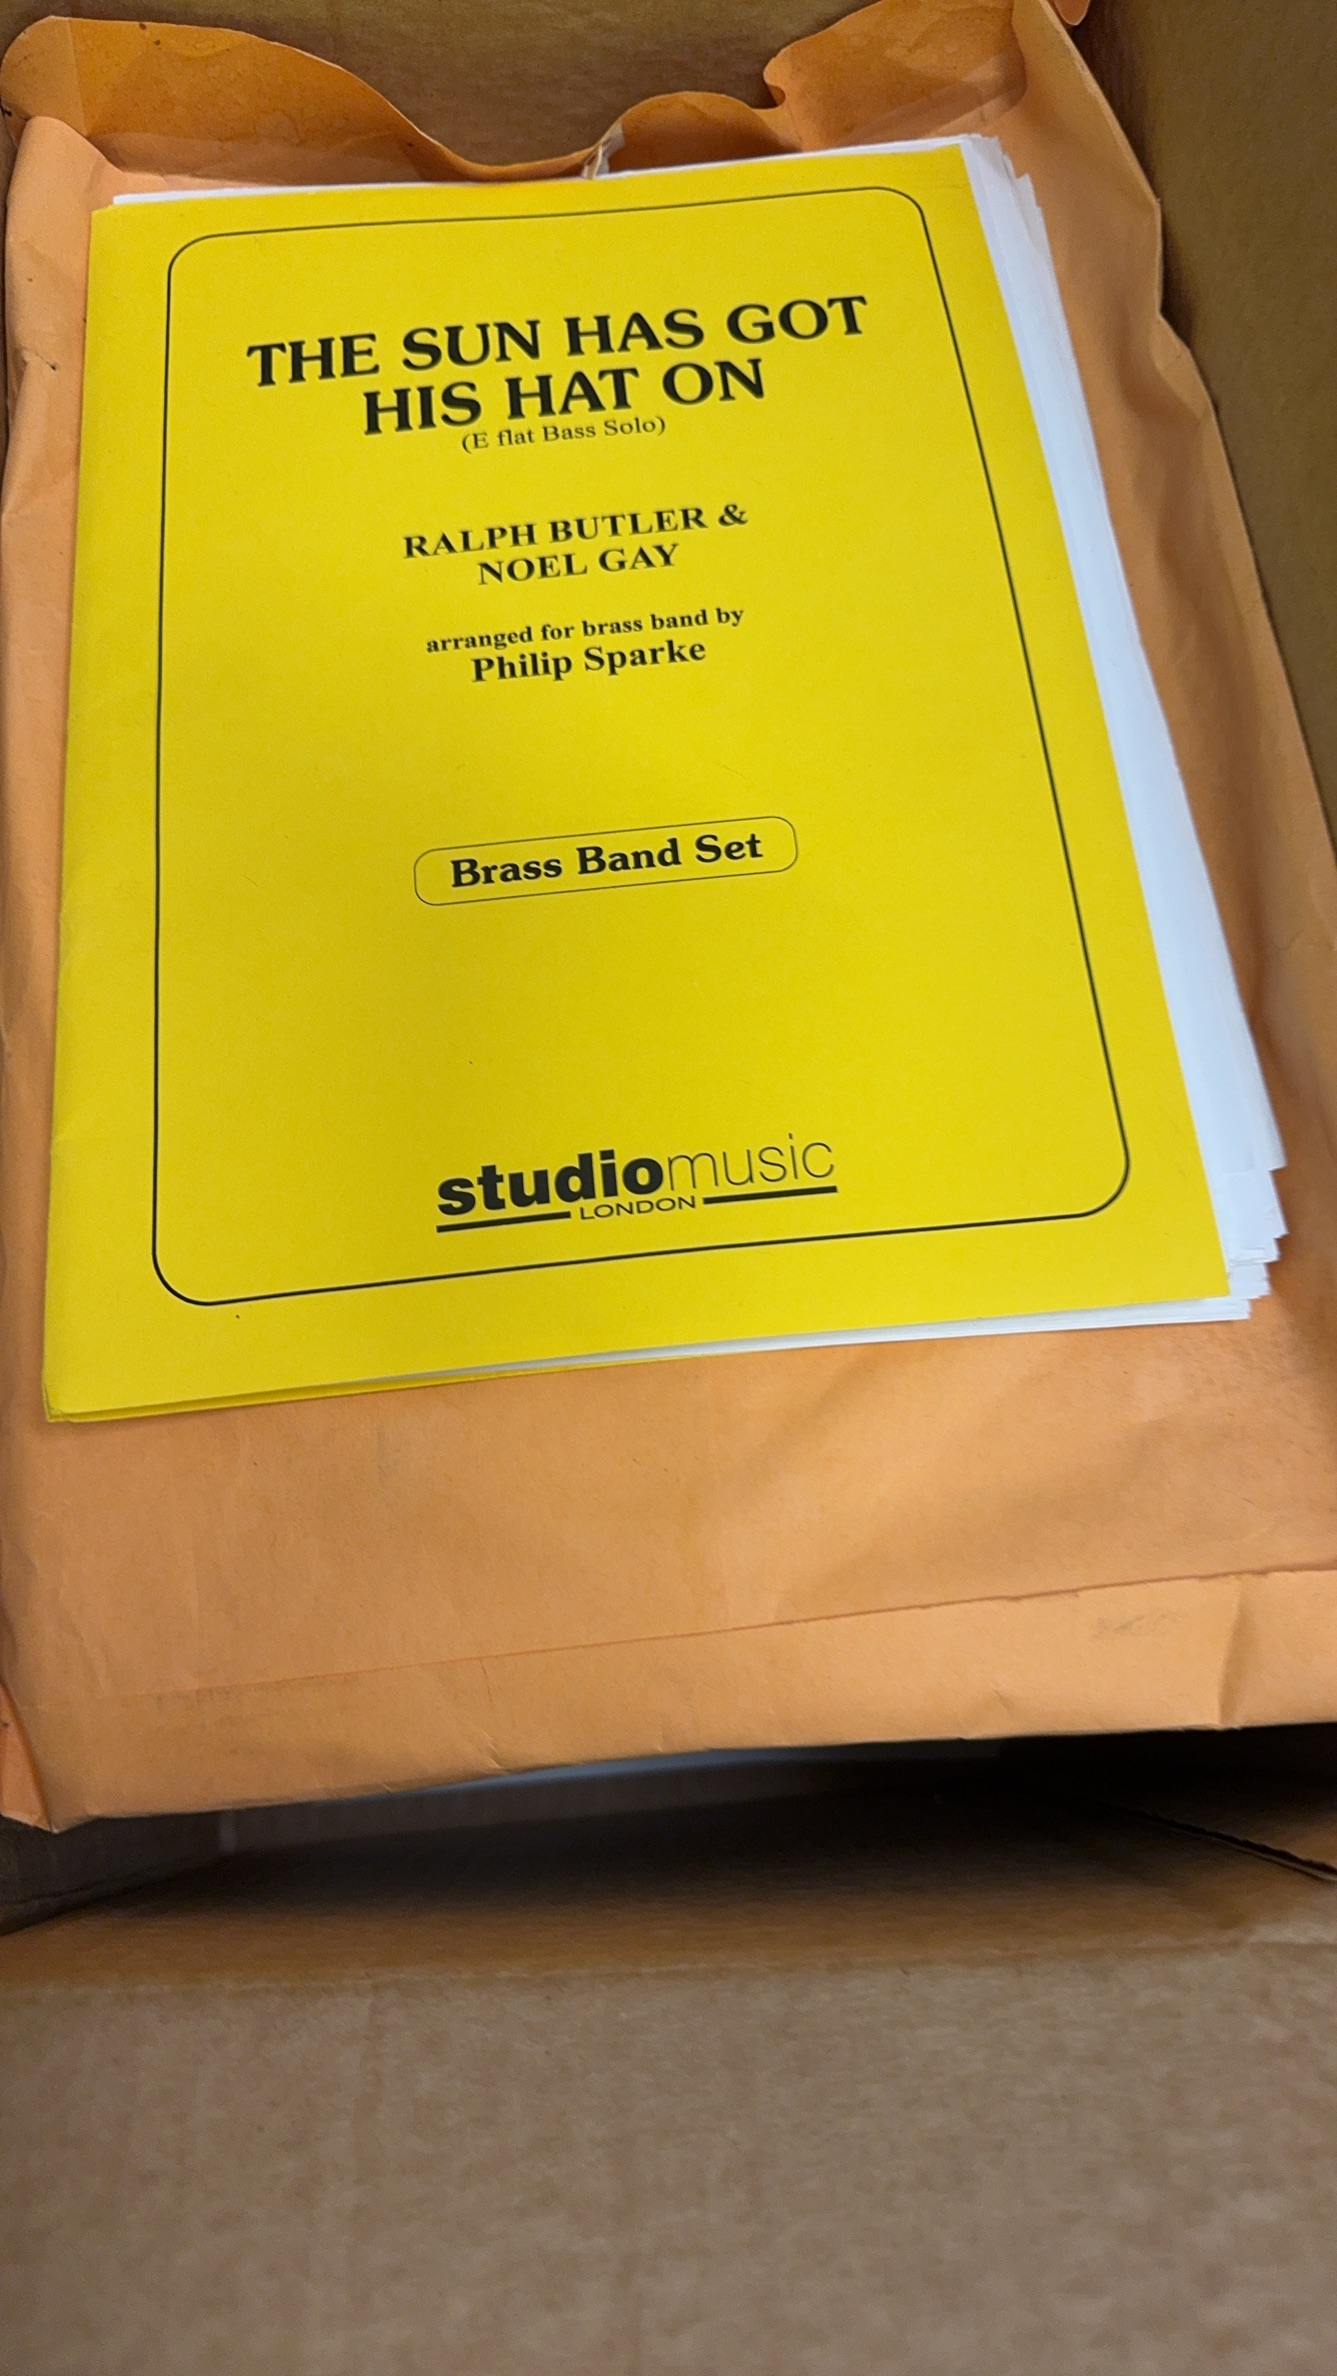 THE SUN HAS GOT
HIS HAT ON
(E flat Bass Solo)
RALPH BUTLER &
NOEL GAY
arranged for brass band by
Philip Sparke
Brass Band Set
studiomusic
LONDON